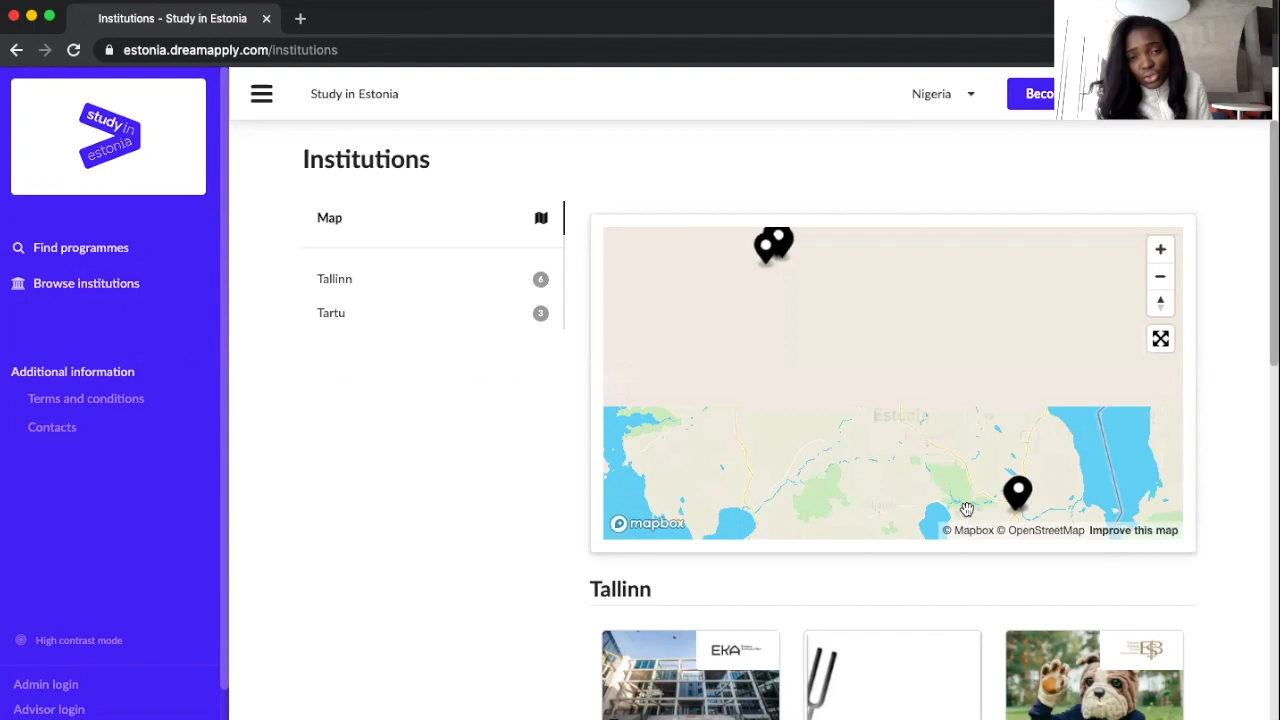 Institutions - Study in Estonia
estonia.dreamapply.com/institutions
study in
estonia
Study in Estonia
Nigeria
Beco
Find programmes
Browse institutions
Additional information
Terms and conditions
Contacts
High contrast mode
Admin login
Advisor login
Institutions
Map
Tallinn 6
Tartu 3
Estonia
mapbox
© Mapbox © OpenStreetMap Improve this map
Tallinn
EKA